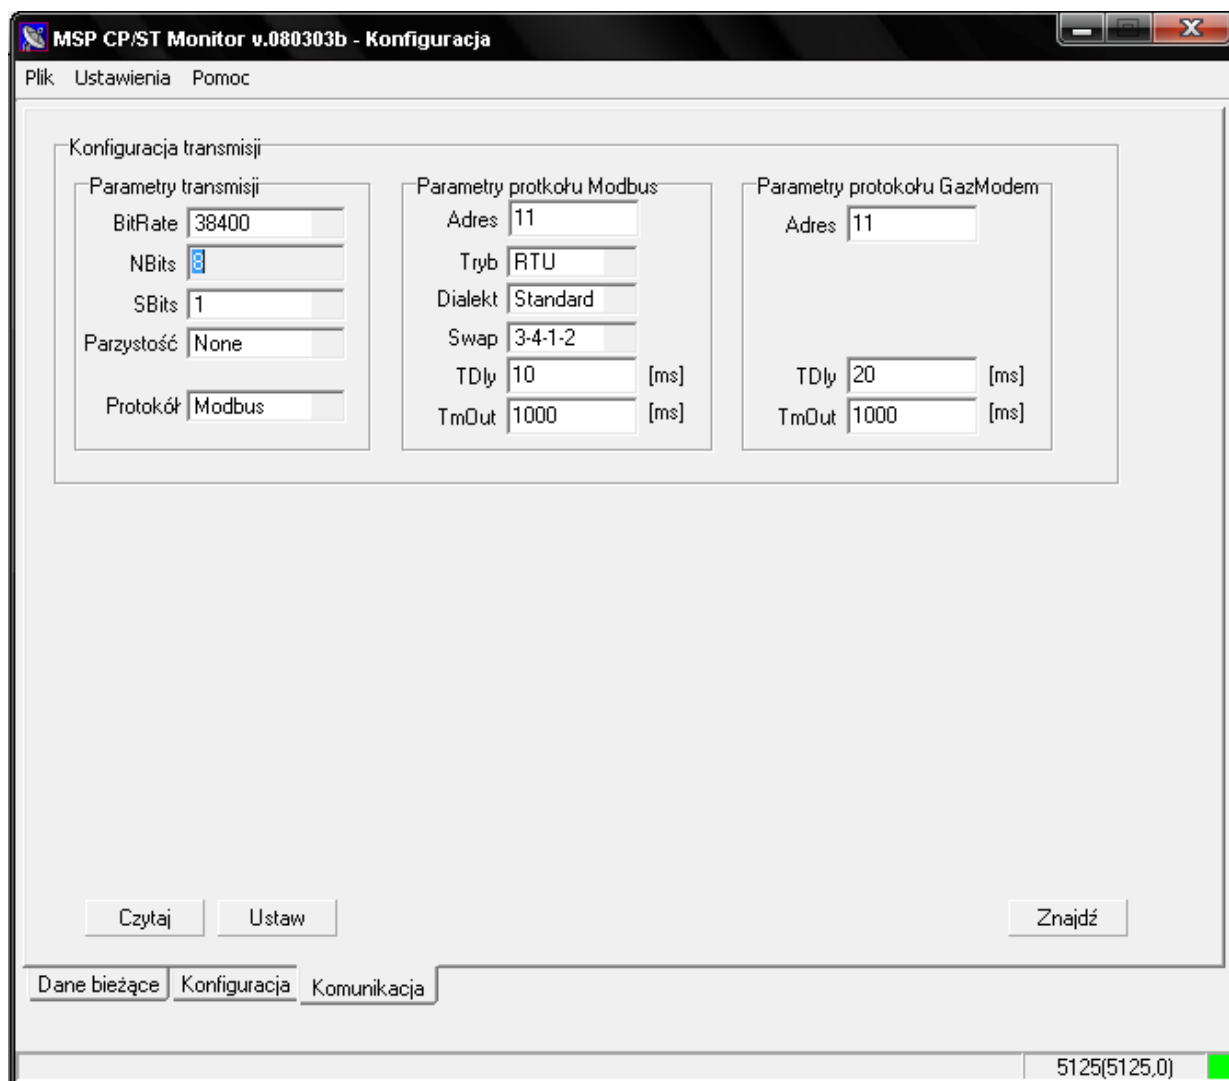 MSP CP/ST Monitor v.080303b - Konfiguracja
Plik Ustawienia Pomoc
Konfiguracja transmisji
Parametry transmisji
BitRate 38400
NBits 8
SBits 1
Parzystość None
Protokół Modbus
Parametry protkołu Modbus
Adres 11
Tryb RTU
Dialekt Standard
Swap 3-4-1-2
TDly 10 [ms]
TmOut 1000 [ms]
Parametry protokołu GazModem
Adres 11
TDly 20 [ms]
TmOut 1000 [ms]
Czytaj Ustaw Znajdź
Dane bieżące Konfiguracja Komunikacja
5125(5125,0)